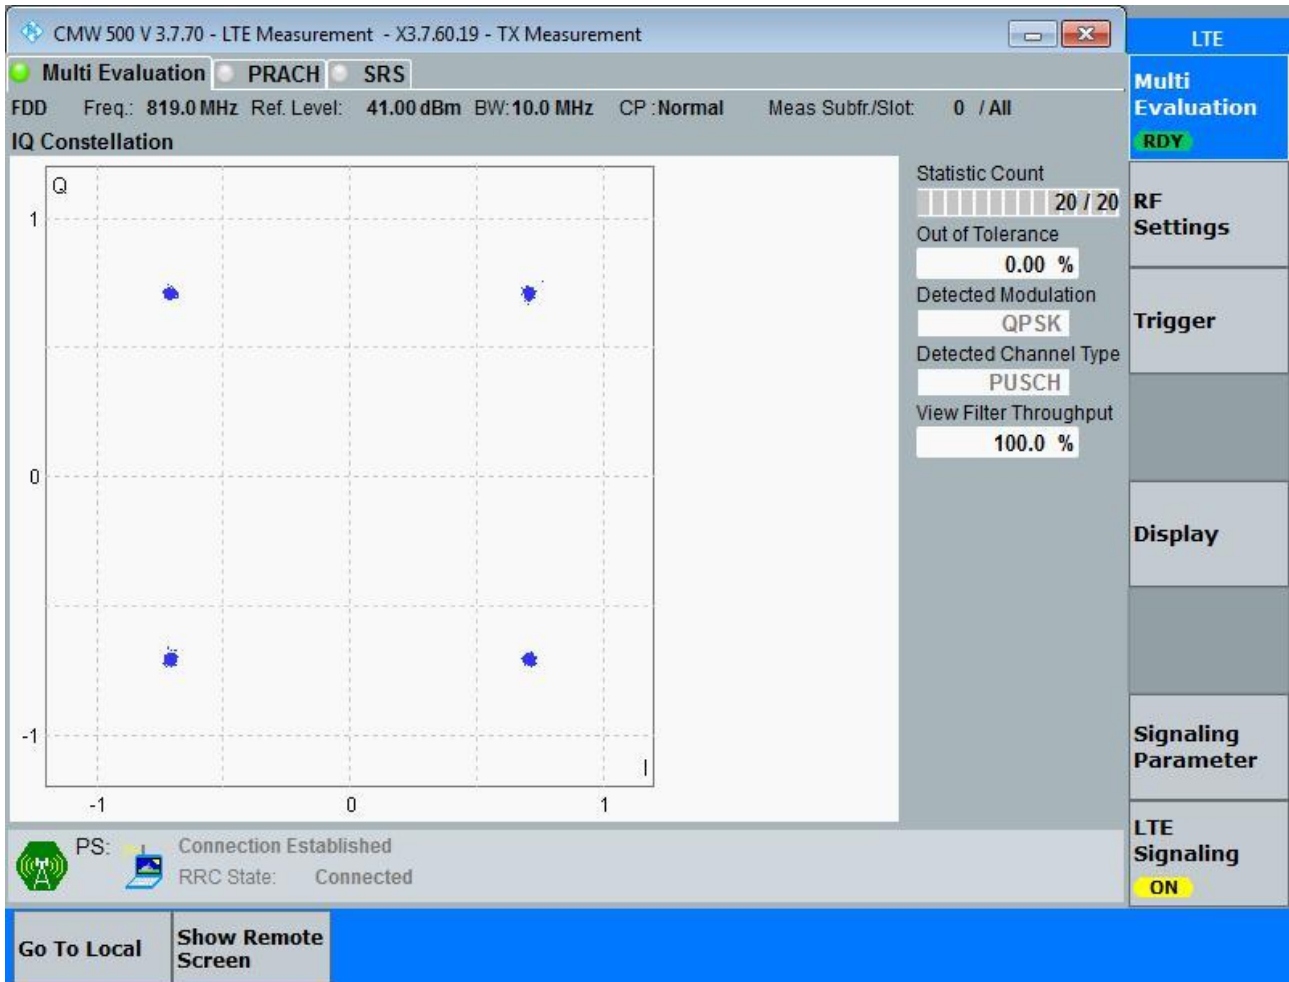 CMW 500 V 3.7.70 - LTE Measurement - X3.7.60.19 - TX Measurement
LTE
Multi Evaluation PRACH SRS
FDD Freq.: 819.0 MHz Ref. Level: 41.00 dBm BW: 10.0 MHz CP : Normal Meas Subfr./Slot: 0 / All
IQ Constellation
Q
1
0
-1
I
-1 0 1
Statistic Count
20 / 20
Out of Tolerance
0.00 %
Detected Modulation
QPSK
Detected Channel Type
PUSCH
View Filter Throughput
100.0 %
Multi
Evaluation
RDY
RF
Settings
Trigger
Display
Signaling
Parameter
LTE
Signaling
ON
PS: Connection Established
RRC State: Connected
Go To Local
Show Remote
Screen